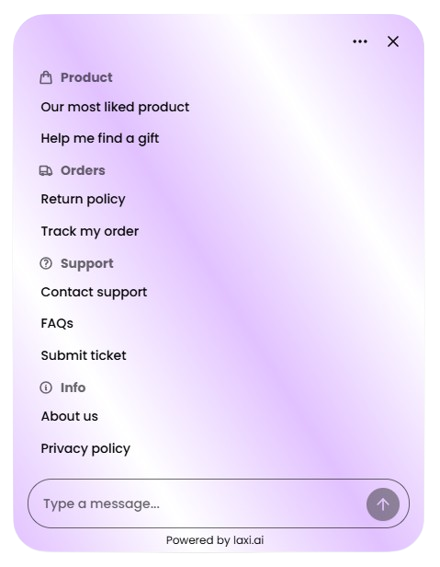 Product
Our most liked product
Help me find a gift
Orders
Return policy
Track my order
Support
Contact support
FAQs
Submit ticket
Info
About us
Privacy policy
Type a message...
Powered by laxi.ai